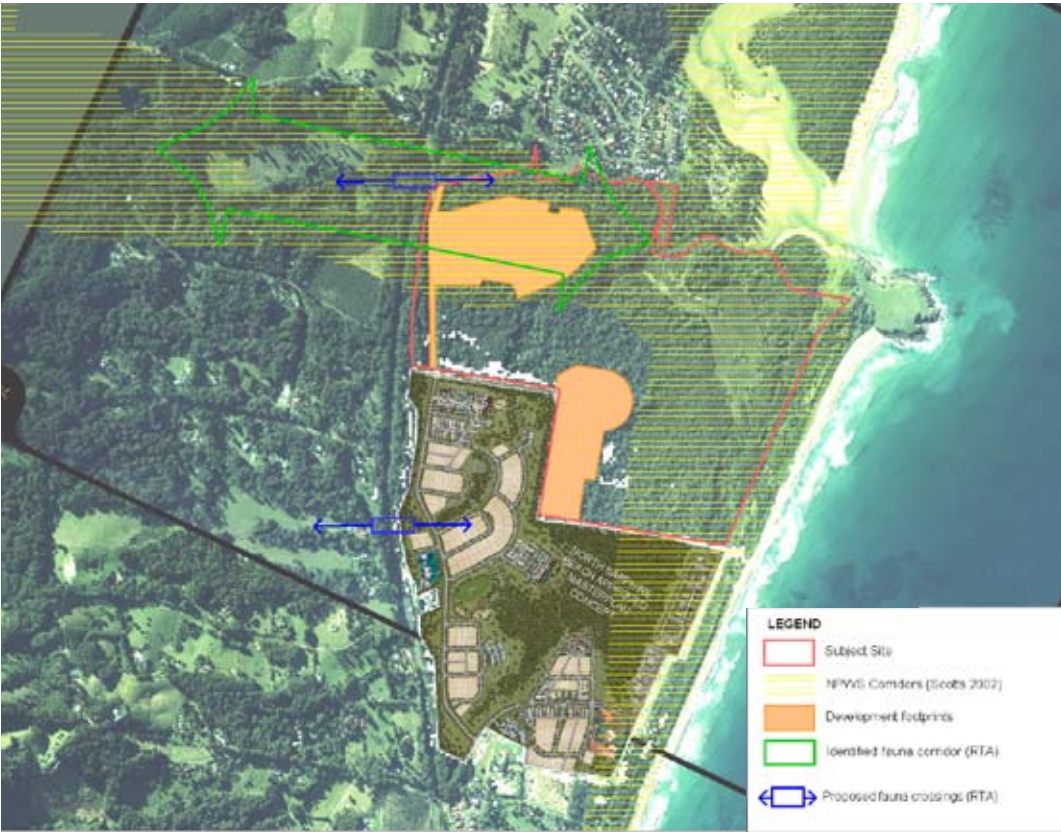 LEGEND
Subject Site
NPWS Corridors (Scotts 2002)
Development footprints
Identified fauna corridor (RTA)
Proposed fauna crossings (RTA)